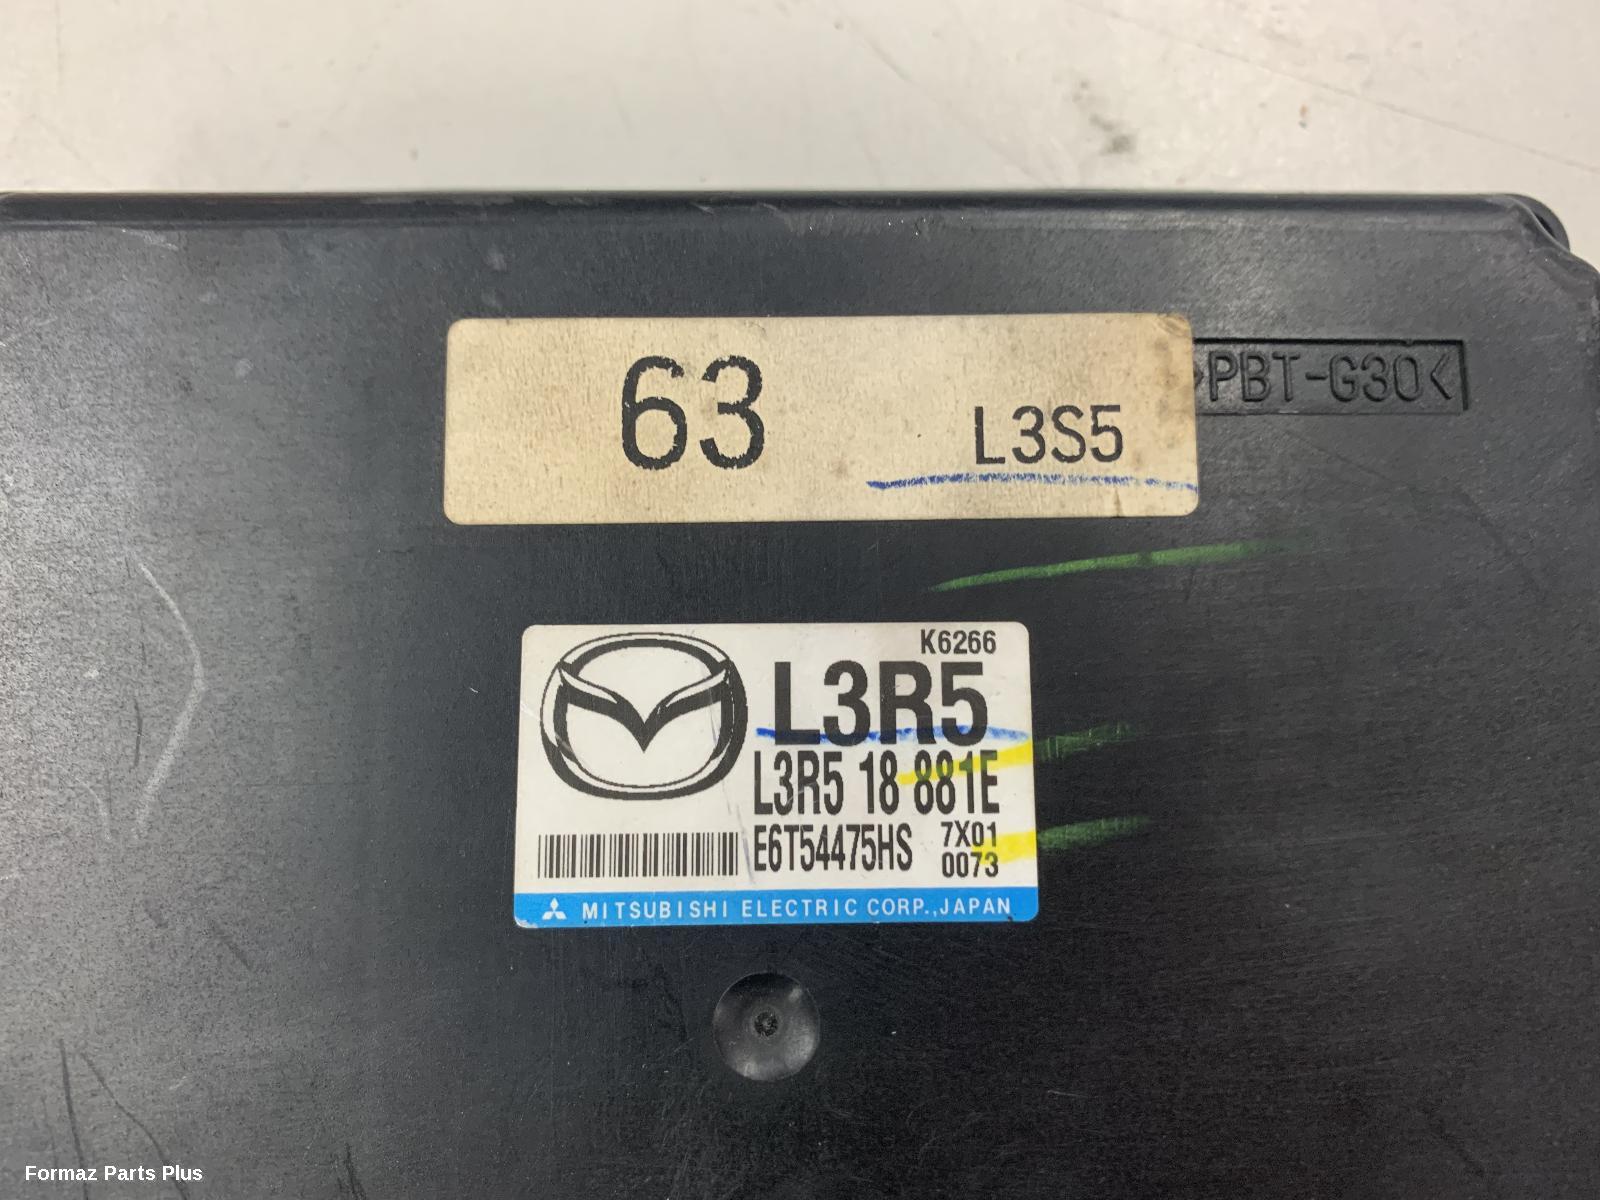 63 L3S5
>PBT-G30<
K6266
L3R5
L3R5 18 881E
E6T54475HS 7X01
0073
MITSUBISHI ELECTRIC CORP.,JAPAN
Formaz Parts Plus